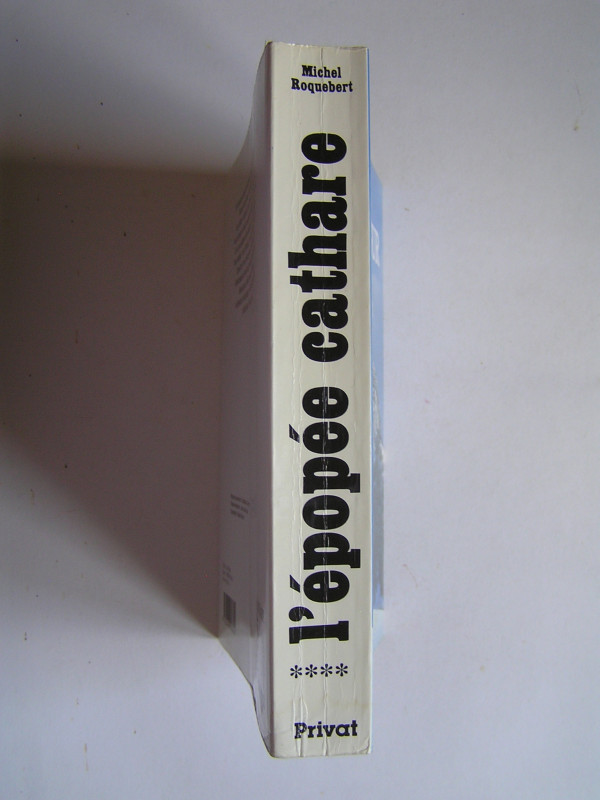 Michel
Roquebert
l'épopée cathare
****
Privat